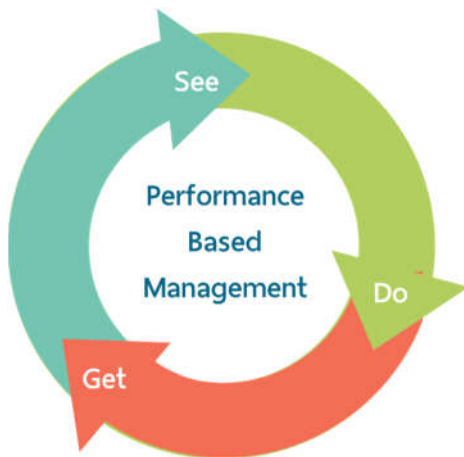 See
Performance
Based
Management
Do
Get